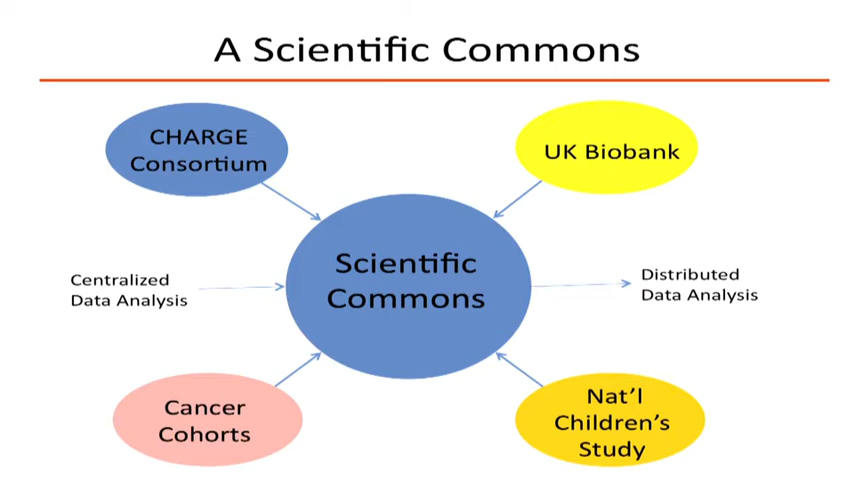 A Scientific Commons
CHARGE
Consortium
UK Biobank
Scientific
Commons
Centralized
Data Analysis
Distributed
Data Analysis
Cancer
Cohorts
Nat’l
Children’s
Study